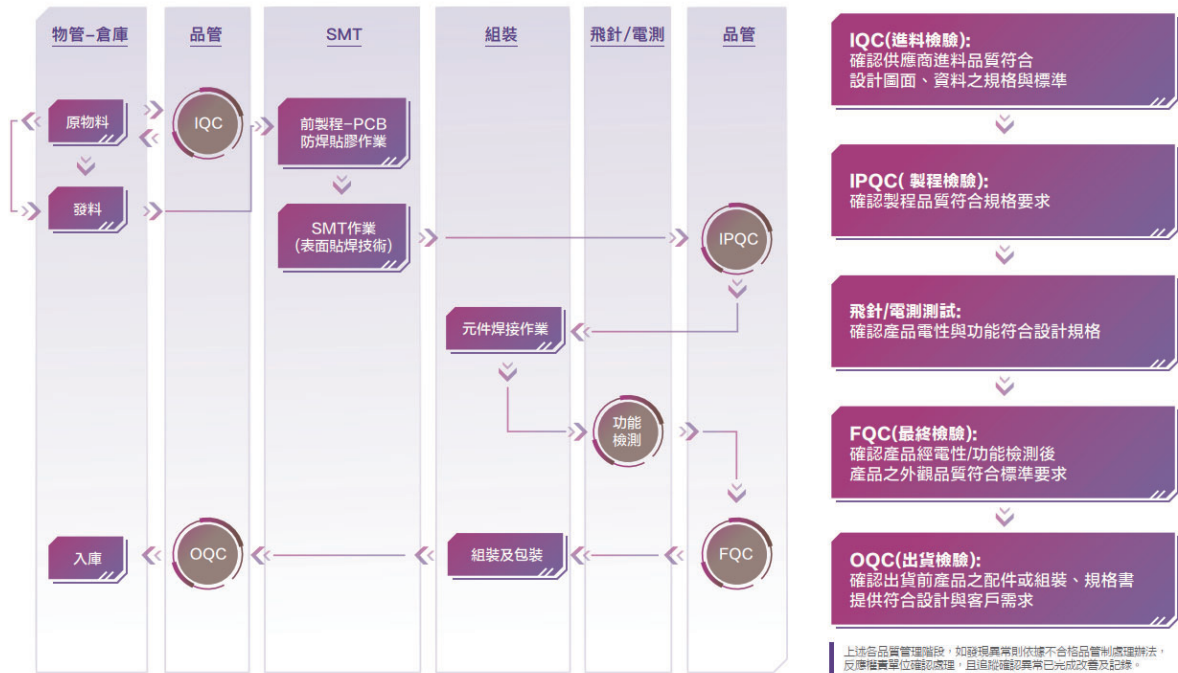 物管–倉庫
品管
SMT
組裝
飛針/電測
品管
原物料
IQC
前製程–PCB
防焊貼膠作業
發料
SMT作業
(表面貼焊技術)
IPQC
元件焊接作業
功能
檢測
入庫
OQC
組裝及包裝
FQC
IQC(進料檢驗):
確認供應商進料品質符合
設計圖面、資料之規格與標準
IPQC( 製程檢驗):
確認製程品質符合規格要求
飛針/電測測試:
確認產品電性與功能符合設計規格
FQC(最終檢驗):
確認產品經電性/功能檢測後
產品之外觀品質符合標準要求
OQC(出貨檢驗):
確認出貨前產品之配件或組裝、規格書
提供符合設計與客戶需求
上述各品質管理階段，如發現異常則依據不合格品管制處理辦法，
反應權責單位確認處理，且追蹤確認異常已完成改善及記錄。